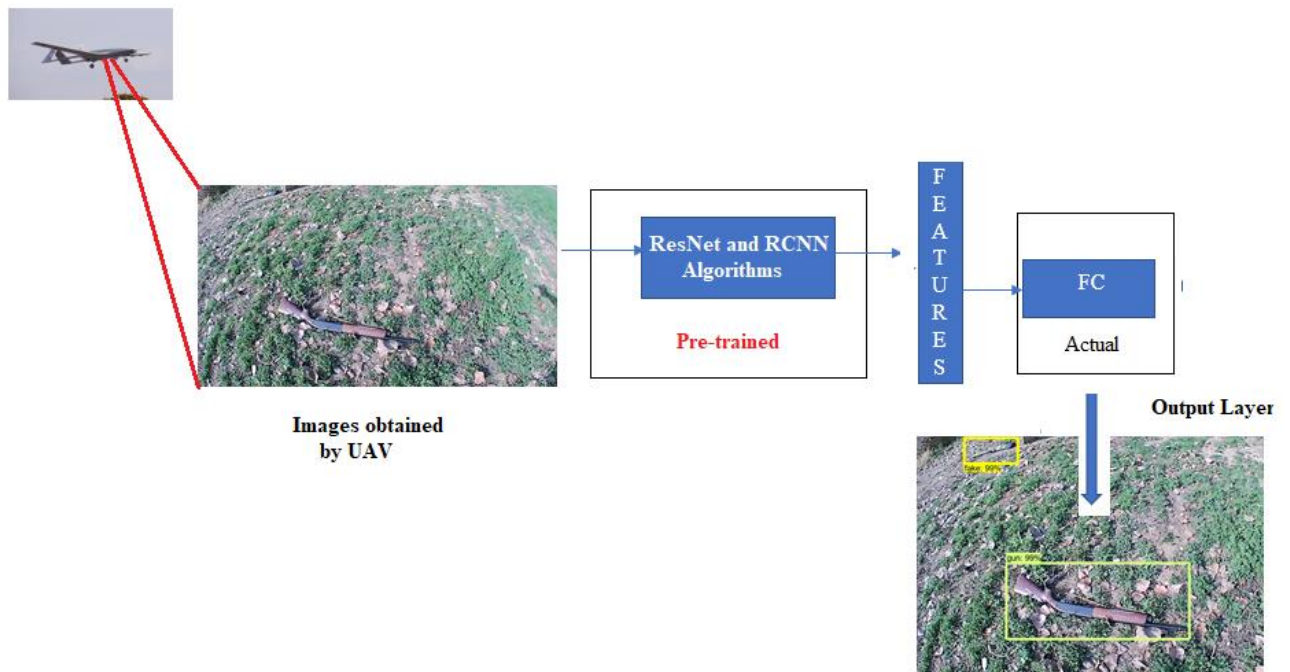 Images obtained
by UAV
ResNet and RCNN
Algorithms
Pre-trained
F
E
A
T
U
R
E
S
FC
Actual
Output Layer
fake: 99%
gun: 99%